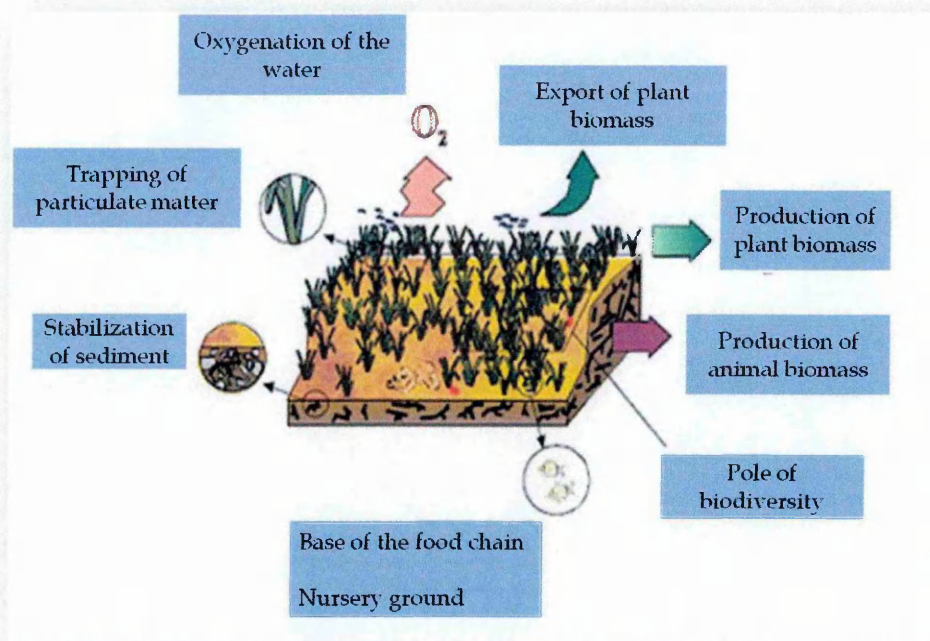 Oxygenation of the
water
Export of plant
biomass
O2
Trapping of
particulate matter
Production of
plant biomass
Stabilization
of sediment
Production of
animal biomass
Pole of
biodiversity
Base of the food chain
Nursery ground